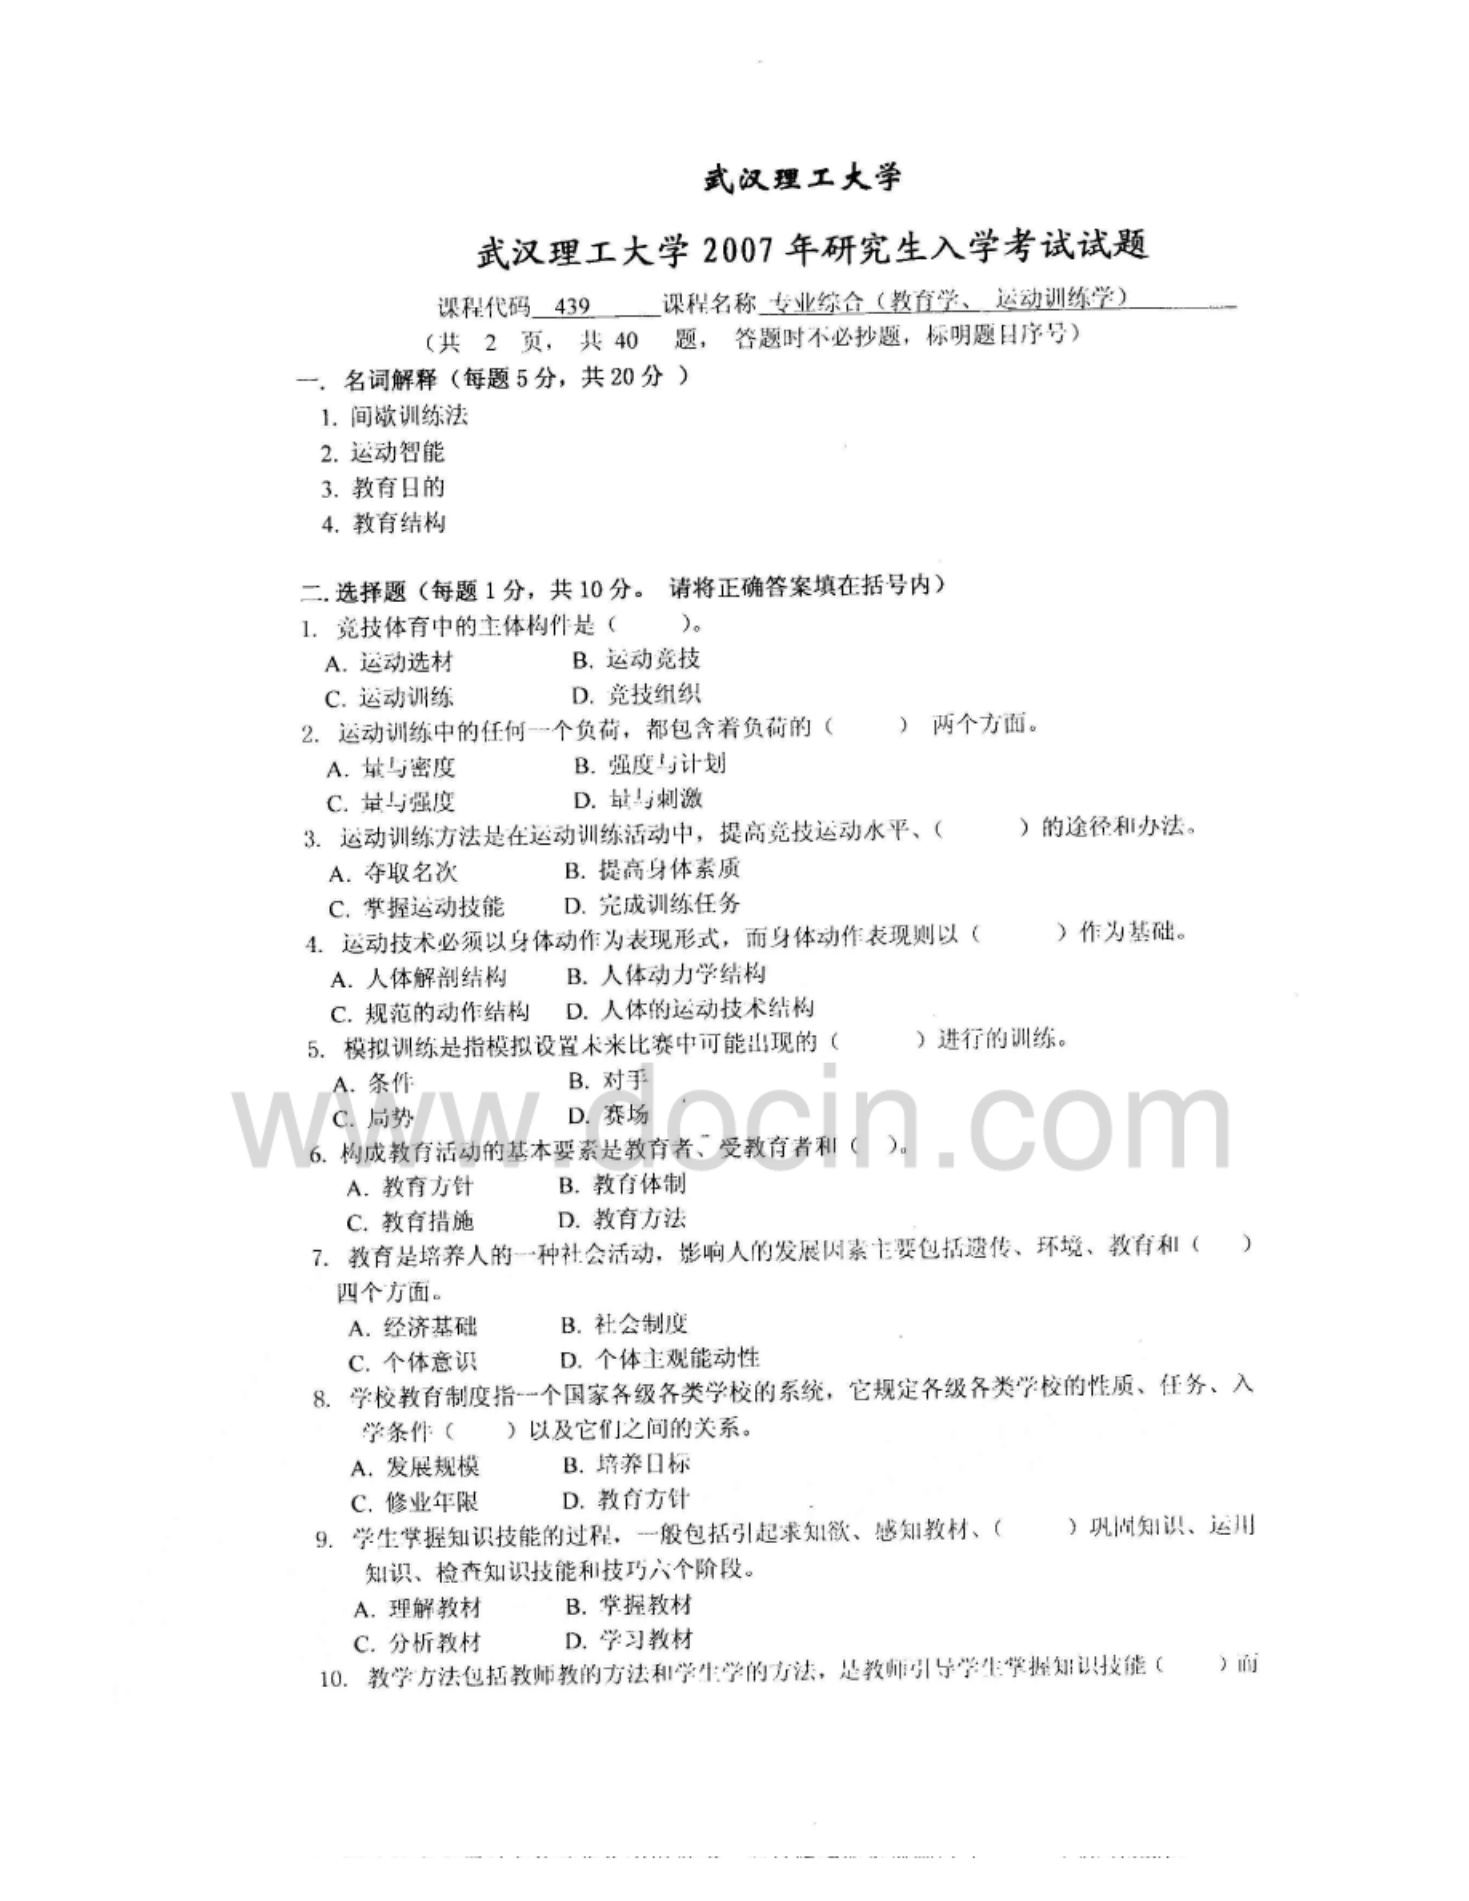 武汉理工大学
武汉理工大学 2007 年研究生入学考试试题
课程代码 439 课程名称 专业综合（教育学、 运动训练学）
（共 2 页， 共 40 题， 答题时不必抄题，标明题目序号）
一. 名词解释（每题 5 分，共 20 分 ）
1. 间歇训练法
2. 运动智能
3. 教育目的
4. 教育结构
二. 选择题（每题 1 分，共 10 分。 请将正确答案填在括号内）
1. 竞技体育中的主体构件是（ ）。
A. 运动选材 B. 运动竞技
C. 运动训练 D. 竞技组织
2. 运动训练中的任何一个负荷，都包含着负荷的（ ） 两个方面。
A. 量与密度 B. 强度与计划
C. 量与强度 D. 量与刺激
3. 运动训练方法是在运动训练活动中，提高竞技运动水平、（ ）的途径和办法。
A. 夺取名次 B. 提高身体素质
C. 掌握运动技能 D. 完成训练任务
4. 运动技术必须以身体动作为表现形式，而身体动作表现则以（ ）作为基础。
A. 人体解剖结构 B. 人体动力学结构
C. 规范的动作结构 D. 人体的运动技术结构
5. 模拟训练是指模拟设置未来比赛中可能出现的（ ）进行的训练。
A. 条件 B. 对手
C. 局势 D. 赛场
www.docin.com
6. 构成教育活动的基本要素是教育者、受教育者和（ ）。
A. 教育方针 B. 教育体制
C. 教育措施 D. 教育方法
7. 教育是培养人的一种社会活动，影响人的发展因素主要包括遗传、环境、教育和（ ）
四个方面。
A. 经济基础 B. 社会制度
C. 个体意识 D. 个体主观能动性
8. 学校教育制度指一个国家各级各类学校的系统，它规定各级各类学校的性质、任务、入
学条件（ ）以及它们之间的关系。
A. 发展规模 B. 培养目标
C. 修业年限 D. 教育方针
9. 学生掌握知识技能的过程，一般包括引起求知欲、感知教材、（ ）巩固知识、运用
知识、检查知识技能和技巧六个阶段。
A. 理解教材 B. 掌握教材
C. 分析教材 D. 学习教材
10. 教学方法包括教师教的方法和学生学的方法，是教师引导学生掌握知识技能（ ）而